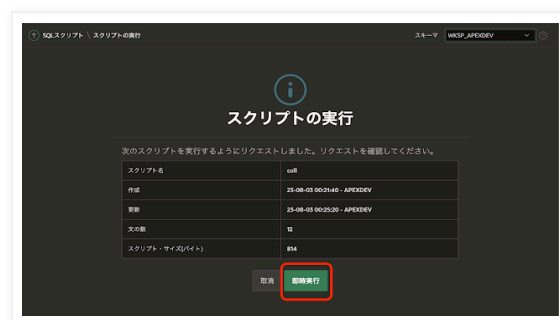 SQLスクリプト \ スクリプトの実行
スキーマ WKSP_APEXDEV
スクリプトの実行
次のスクリプトを実行するようにリクエストしました。リクエストを確認してください。
スクリプト名 coll
作成 23-08-03 00:21:40 - APEXDEV
更新 23-08-03 00:25:20 - APEXDEV
文の数 12
スクリプト・サイズ(バイト) 814
取消 即時実行